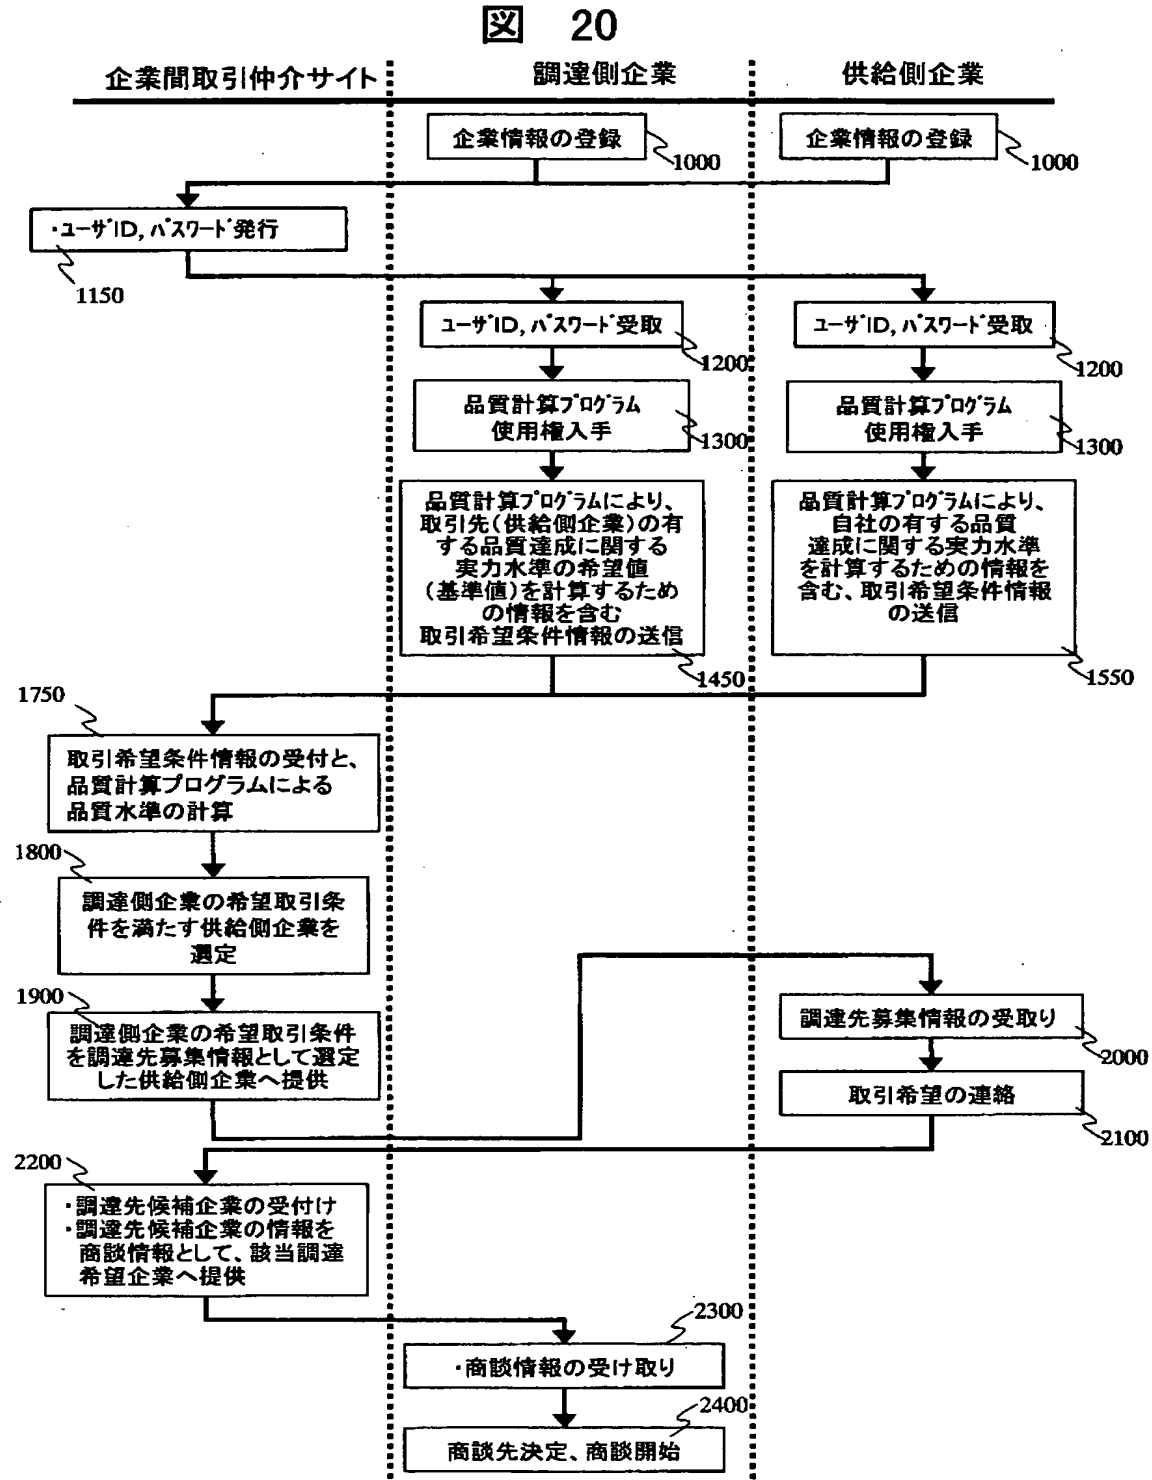 図 20
企業間取引仲介サイト
調達側企業
供給側企業
企業情報の登録
1000
企業情報の登録
1000
・ユーザID,パスワード発行
1150
ユーザID,パスワード受取
1200
ユーザID,パスワード受取
1200
品質計算プログラム
使用権入手
1300
品質計算プログラム
使用権入手
1300
品質計算プログラムにより、
取引先(供給側企業)の有
する品質達成に関する
実力水準の希望値
(基準値)を計算するため
の情報を含む
取引希望条件情報の送信
1450
品質計算プログラムにより、
自社の有する品質
達成に関する実力水準
を計算するための情報を
含む、取引希望条件情報
の送信
1550
1750
取引希望条件情報の受付と、
品質計算プログラムによる
品質水準の計算
1800
調達側企業の希望取引条
件を満たす供給側企業を
選定
1900
調達側企業の希望取引条件
を調達先募集情報として選定
した供給側企業へ提供
調達先募集情報の受取り
2000
取引希望の連絡
2100
2200
・調達先候補企業の受付け
・調達先候補企業の情報を
商談情報として、該当調達
希望企業へ提供
2300
・商談情報の受け取り
2400
商談先決定、商談開始